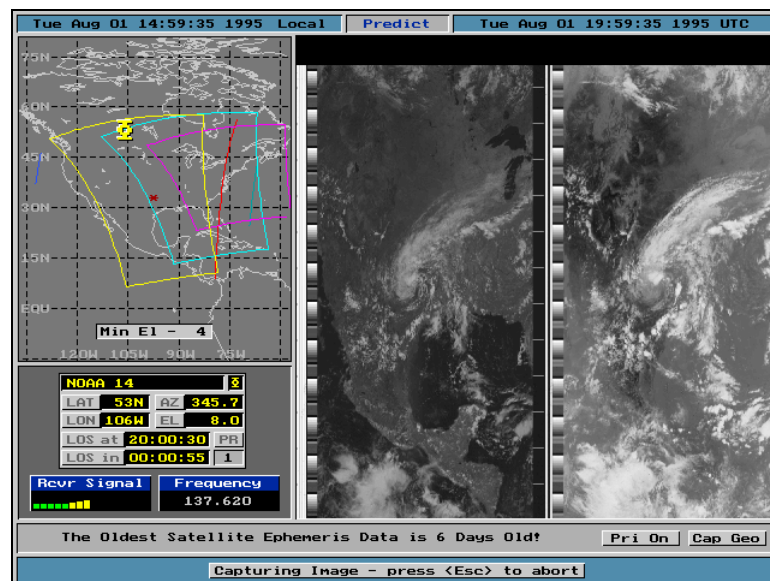 Tue Aug 01 14:59:35 1995 Local
Predict
Tue Aug 01 19:59:35 1995 UTC
75N
60N
45N
30N
15N
EQU
Min El - 4
120W 105W 90W 75W
NOAA 14
LAT 53N AZ 345.7
LON 106W EL 8.0
LOS at 20:00:30 PR
LOS in 00:00:55 1
Rcvr Signal
Frequency
137.620
The Oldest Satellite Ephemeris Data is 6 Days Old!
Pri On
Cap Geo
Capturing Image - press <Esc> to abort